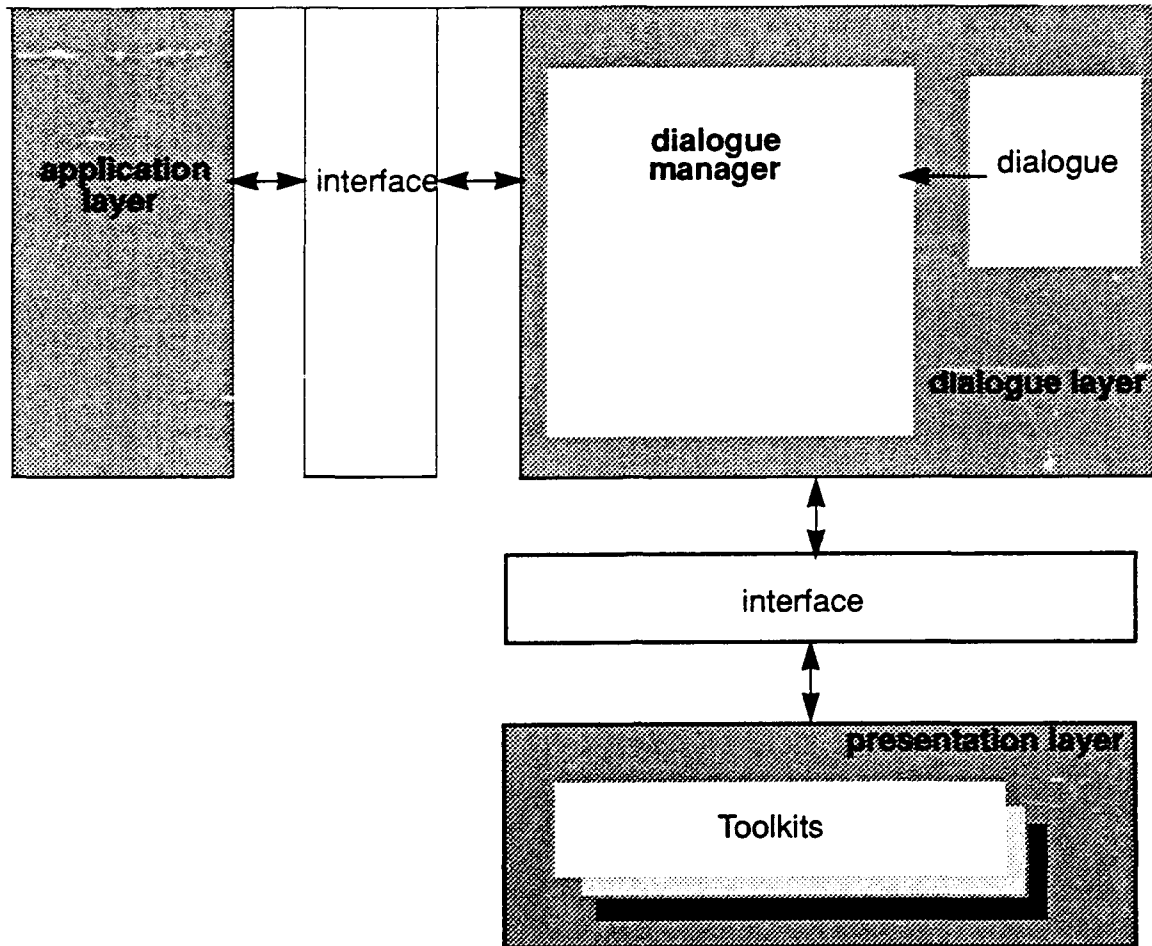 application
layer
interface
dialogue
manager
dialogue
dialogue layer
interface
presentation layer
Toolkits